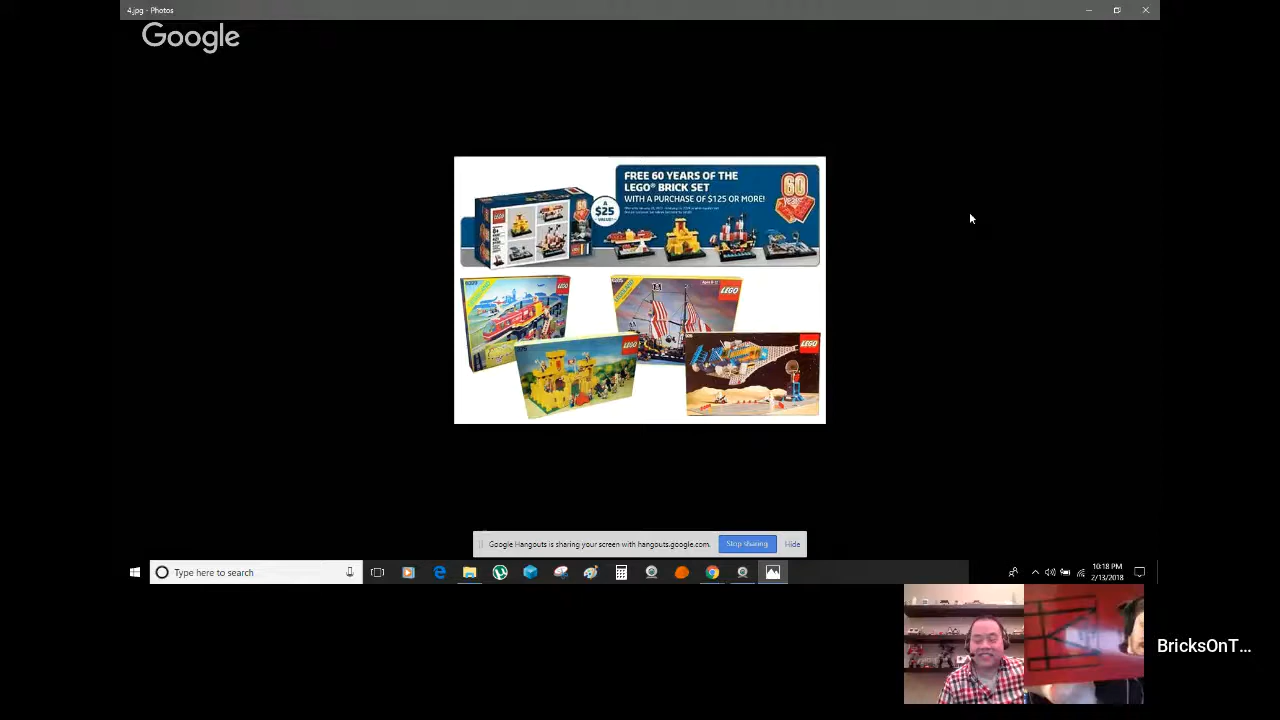 4.jpg - Photos
Google
FREE 60 YEARS OF THE
LEGO® BRICK SET
WITH A PURCHASE OF $125 OR MORE!
60
A
$25
VALUE!
LEGO
LEGO
LEGO
LEGO
LEGO
Google Hangouts is sharing your screen with hangouts.google.com.
Stop sharing
Hide
Type here to search
10:18 PM
2/13/2018
BricksOnT...